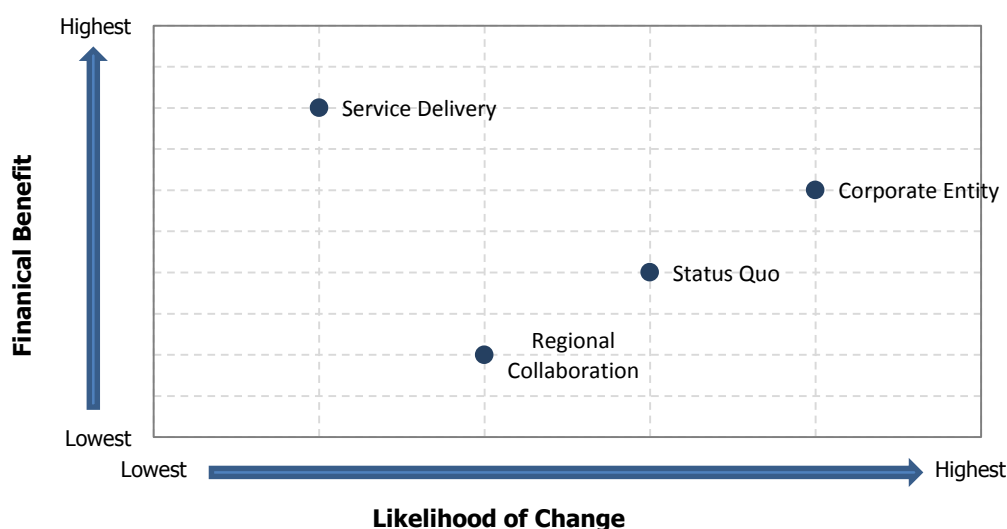 Highest
Service Delivery
Finanical Benefit
Corporate Entity
Status Quo
Regional
Collaboration
Lowest
Lowest
Highest
Likelihood of Change